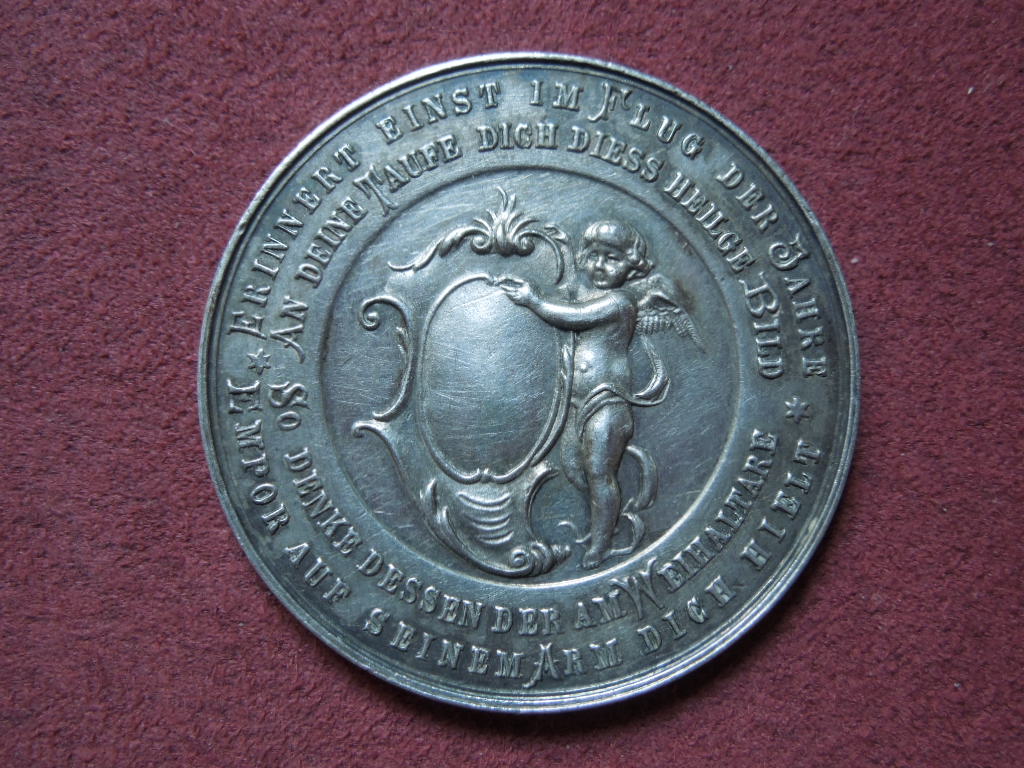 ERINNERT EINST IM FLUG DER JAHRE
AN DEINE TAUFE DICH DIESS HEILGE BILD
SO DENKE DESSEN DER AM WEIHALTARE
EMPOR AUF SEINEM ARM DICH HIELT